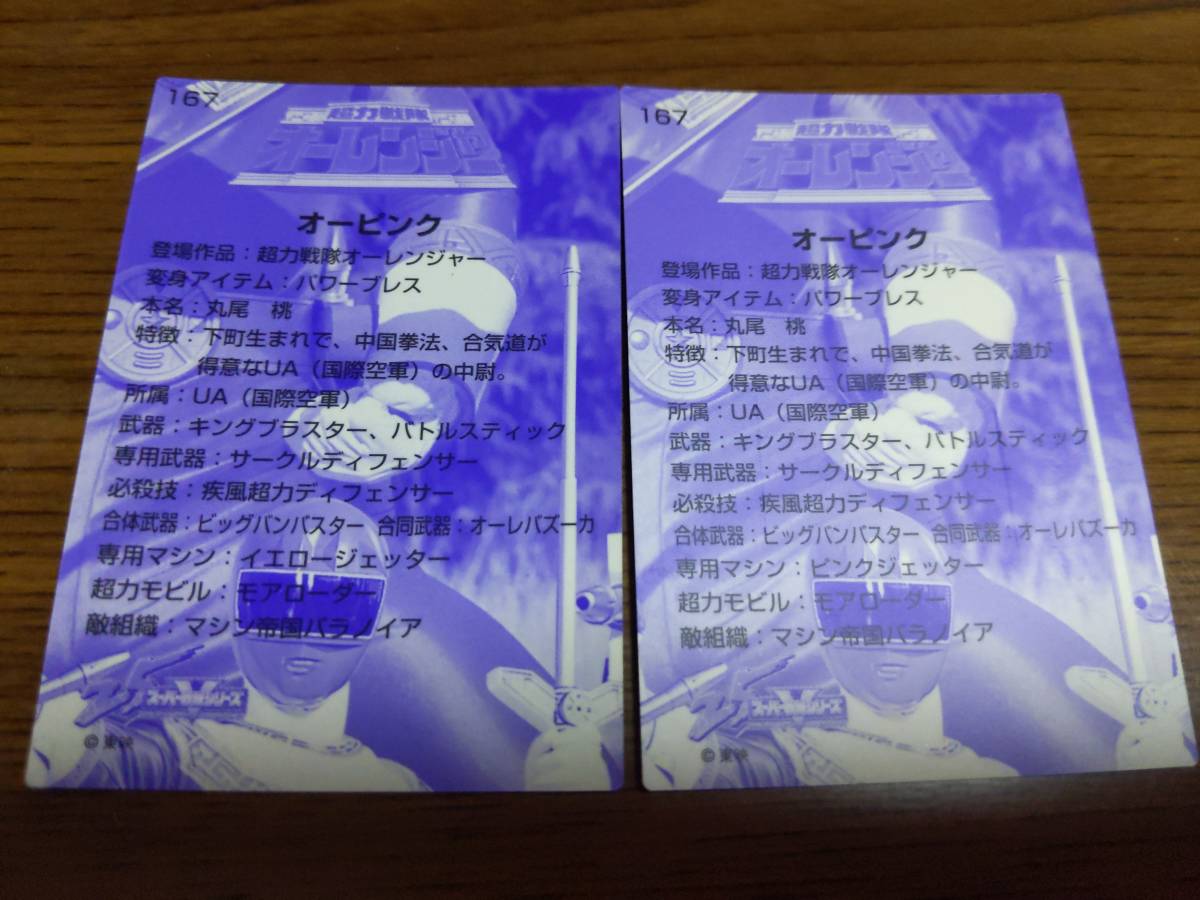 167
超力戦隊
オーレンジャー
オーピンク
登場作品：超力戦隊オーレンジャー
変身アイテム：パワーブレス
本名：丸尾　桃
特徴：下町生まれで、中国拳法、合気道が
得意なUA（国際空軍）の中尉。
所属：UA（国際空軍）
武器：キングブラスター、バトルスティック
専用武器：サークルディフェンサー
必殺技：疾風超力ディフェンサー
合体武器：ビッグバンバスター　合同武器：オーレバズーカ
専用マシン：イエロージェッター
超力モビル：モアローダー
敵組織：マシン帝国バラノイア
スーパー戦隊シリーズ
©東映
167
超力戦隊
オーレンジャー
オーピンク
登場作品：超力戦隊オーレンジャー
変身アイテム：パワーブレス
本名：丸尾　桃
特徴：下町生まれで、中国拳法、合気道が
得意なUA（国際空軍）の中尉。
所属：UA（国際空軍）
武器：キングブラスター、バトルスティック
専用武器：サークルディフェンサー
必殺技：疾風超力ディフェンサー
合体武器：ビッグバンバスター　合同武器：オーレバズーカ
専用マシン：ピンクジェッター
超力モビル：モアローダー
敵組織：マシン帝国バラノイア
スーパー戦隊シリーズ
©東映